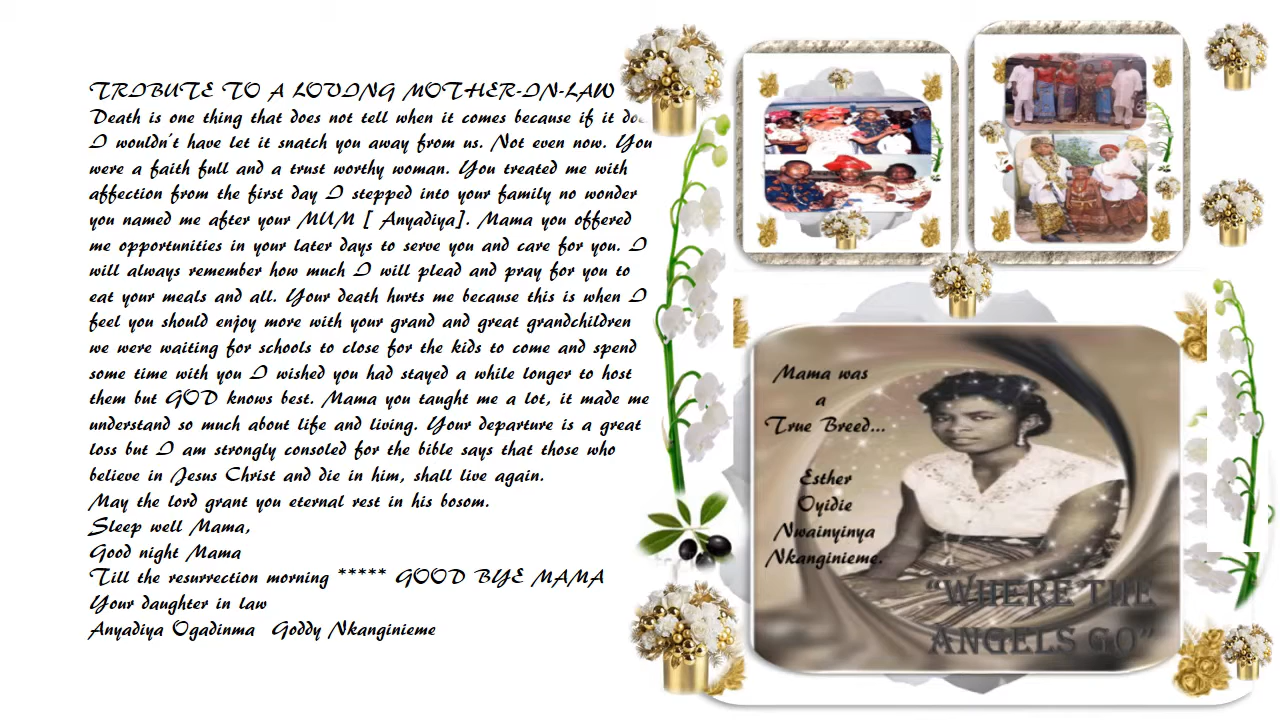 TRIBUTE TO A LOVING MOTHER-IN-LAW
Death is one thing that does not tell when it comes because if it
I wouldn't have let it snatch you away from us. Not even now. You
were a faith full and a trust worthy woman. You treated me with
affection from the first day I stepped into your family no wonder
you named me after your MUM [ Anyadiya]. Mama you offered
me opportunities in your later days to serve you and care for you. I
will always remember how much I will plead and pray for you to
eat your meals and all. Your death hurts me because this is when I
feel you should enjoy more with your grand and great grandchildren
we were waiting for schools to close for the kids to come and spend
some time with you I wished you had stayed a while longer to host
them but GOD knows best. Mama you taught me a lot, it made me
understand so much about life and living. Your departure is a great
loss but I am strongly consoled for the bible says that those who
believe in Jesus Christ and die in him, shall live again.
May the lord grant you eternal rest in his bosom.
Sleep well Mama,
Good night Mama
Till the resurrection morning ***** GOOD BYE MAMA
Your daughter in law
Anyadiya Ogadinma Goddy Nkanginieme
Mama was
a
True Breed...
Esther
Oyidie
Nwainyinya
Nkanginieme.
"WHERE THE
ANGELS GO"